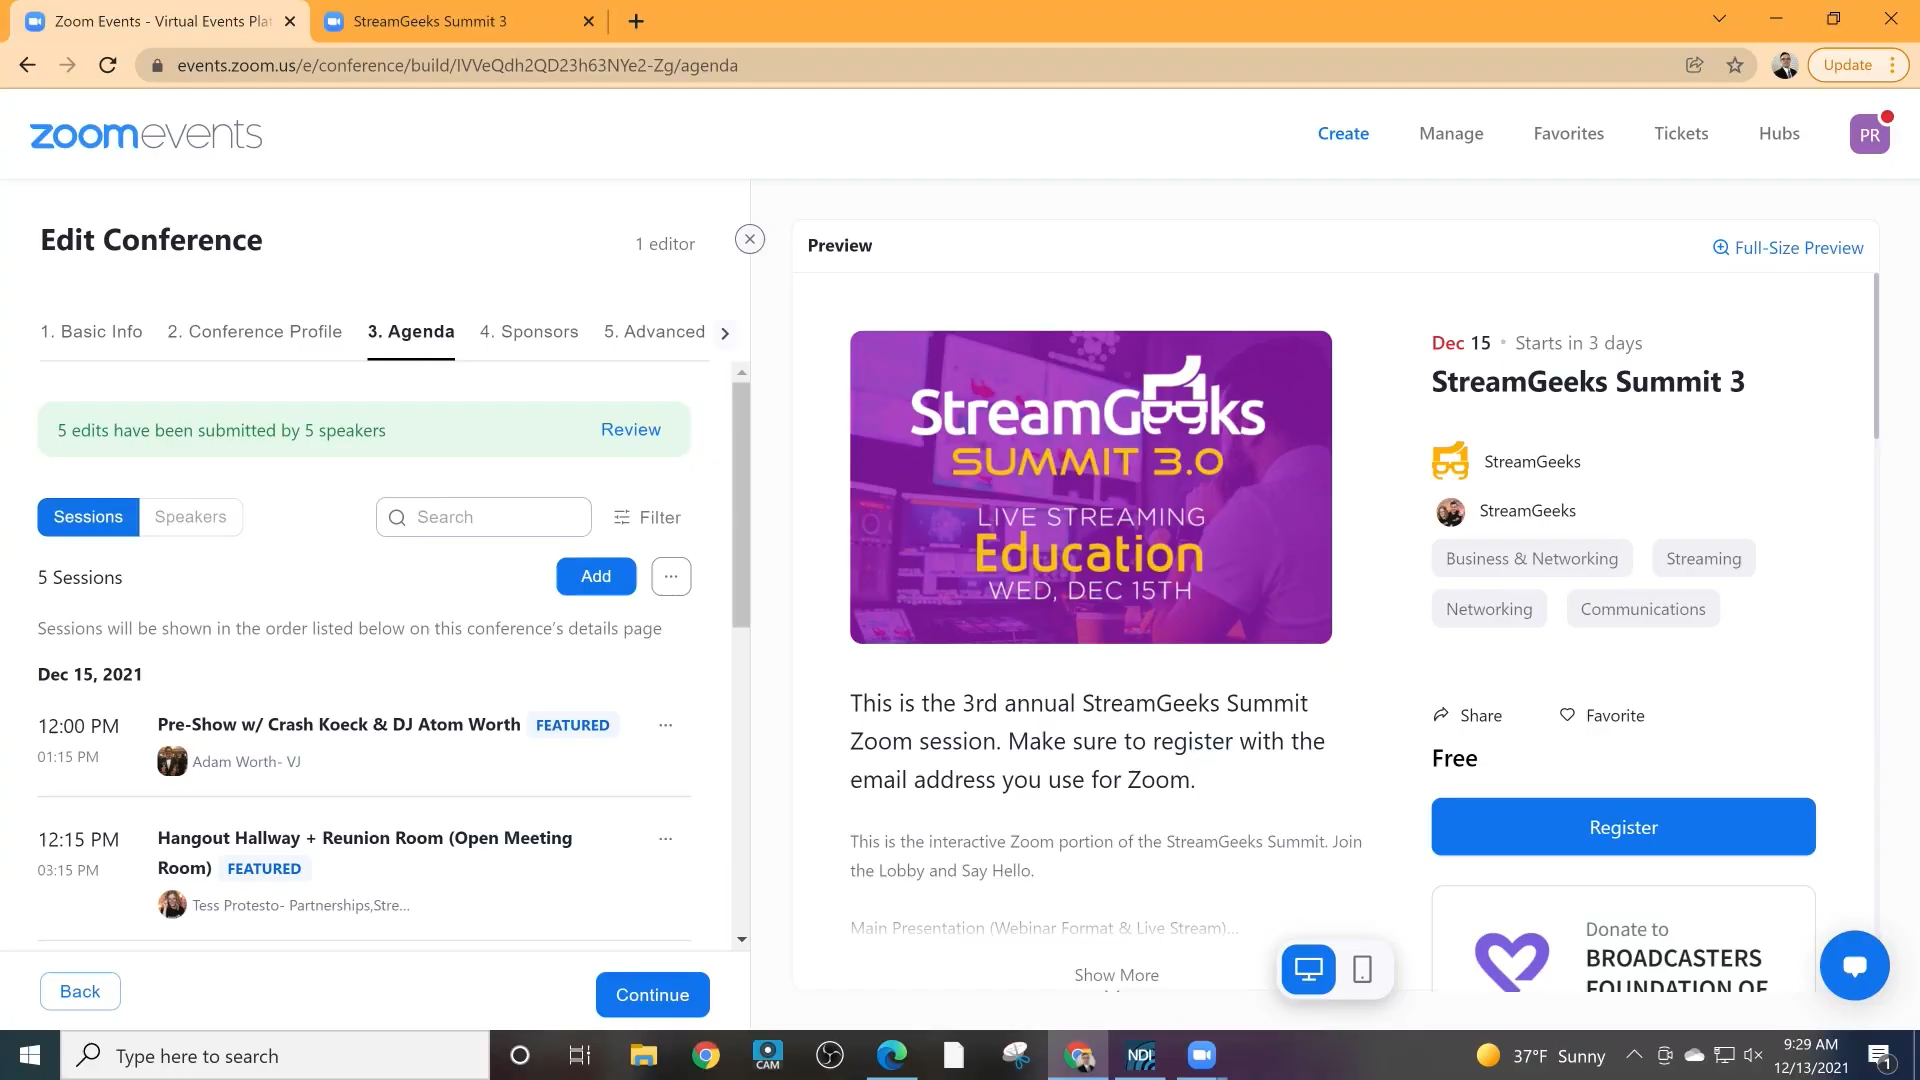 Zoom Events - Virtual Events Plat
StreamGeeks Summit 3
events.zoom.us/e/conference/build/IVVeQdh2QD23h63NYe2-Zg/agenda
Update
zoomevents
Create
Manage
Favorites
Tickets
Hubs
PR
Edit Conference
1 editor
1. Basic Info
2. Conference Profile
3. Agenda
4. Sponsors
5. Advanced
5 edits have been submitted by 5 speakers
Review
Sessions
Speakers
Search
Filter
5 Sessions
Add
Sessions will be shown in the order listed below on this conference's details page
Dec 15, 2021
12:00 PM
01:15 PM
Pre-Show w/ Crash Koeck & DJ Atom Worth FEATURED
Adam Worth- VJ
12:15 PM
03:15 PM
Hangout Hallway + Reunion Room (Open Meeting
Room) FEATURED
Tess Protesto- Partnerships,Stre...
Back
Continue
Preview
Full-Size Preview
StreamGeeks
SUMMIT 3.0
LIVE STREAMING
Education
WED, DEC 15TH
This is the 3rd annual StreamGeeks Summit
Zoom session. Make sure to register with the
email address you use for Zoom.
This is the interactive Zoom portion of the StreamGeeks Summit. Join
the Lobby and Say Hello.
Main Presentation (Webinar Format & Live Stream)...
Show More
Dec 15 • Starts in 3 days
StreamGeeks Summit 3
StreamGeeks
StreamGeeks
Business & Networking
Streaming
Networking
Communications
Share
Favorite
Free
Register
Donate to
BROADCASTERS
FOUNDATION OF
Type here to search
CAM
NDI
37°F Sunny
9:29 AM
12/13/2021
1